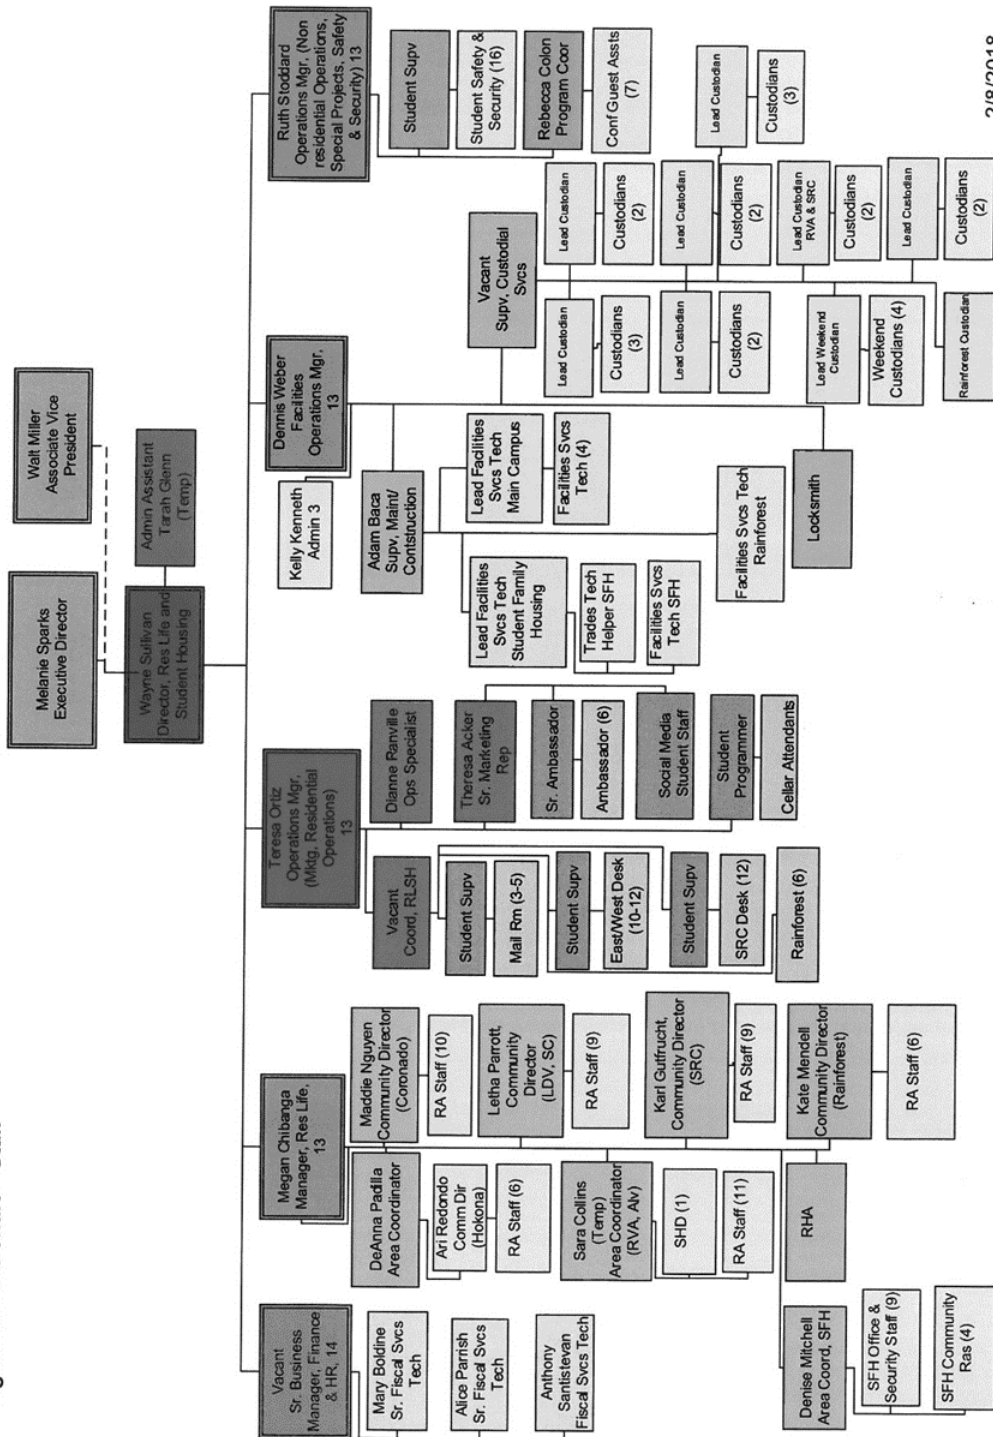 Melanie Sparks
Executive Director
Walt Miller
Associate Vice
President
Wayne Sullivan
Director, Res Life and
Student Housing
Admin Assistant
Tarah Glenn
(Temp)
Vacant
Sr. Business
Manager, Finance
& HR, 14
Mary Boldine
Sr. Fiscal Svcs
Tech
Alice Parrish
Sr. Fiscal Svcs
Tech
Anthony
Santistevan
Fiscal Svcs Tech
Megan Chibanga
Manager, Res Life,
13
DeAnna Padilla
Area Coordinator
Ari Redondo
Comm Dir
(Hokona)
RA Staff (6)
Sara Collins
(Temp)
Area Coordinator
(RVA, Alv)
SHD (1)
RA Staff (11)
RHA
Denise Mitchell
Area Coord, SFH
SFH Office &
Security Staff (9)
SFH Community
Ras (4)
Maddie Nguyen
Community Director
(Coronado)
RA Staff (10)
Letha Parrott,
Community
Director
(LDV, SC)
RA Staff (9)
Karl Gutfrucht,
Community Director
(SRC)
RA Staff (9)
Kate Mendell
Community Director
(Rainforest)
RA Staff (6)
Teresa Ortiz
Operations Mgr,
(Mktg, Residential
Operations)
13
Vacant
Coord, RLSH
Student Supv
Mail Rm (3-5)
Student Supv
East/West Desk
(10-12)
Student Supv
SRC Desk (12)
Rainforest (6)
Dianne Ranville
Ops Specialist
Theresa Acker
Sr. Marketing
Rep
Sr. Ambassador
Ambassador (6)
Social Media
Student Staff
Student
Programmer
Cellar Attendants
Dennis Weber
Facilities
Operations Mgr,
13
Kelly Kenneth
Admin 3
Adam Baca
Supv, Maint/
Contstruction
Lead Facilities
Svcs Tech
Student Family
Housing
Trades Tech
Helper SFH
Facilities Svcs
Tech SFH
Lead Facilities
Svcs Tech
Main Campus
Facilities Svcs
Tech (4)
Facilities Svcs Tech
Rainforest
Locksmith
Vacant
Supv, Custodial
Svcs
Lead Custodian
Custodians
(3)
Lead Custodian
Custodians
(2)
Lead Weekend
Custodian
Weekend
Custodians (4)
Rainforest Custodian
Lead Custodian
Custodians
(2)
Lead Custodian
Custodians
(2)
Lead Custodian
RVA & SRC
Custodians
(2)
Lead Custodian
Custodians
(2)
Lead Custodian
Custodians
(3)
Ruth Stoddard
Operations Mgr, (Non
residential Operations,
Special Projects, Safety
& Security) 13
Student Supv
Student Safety &
Security (16)
Rebecca Colon
Program Coor
Conf Guest Assts
(7)
2/8/2018